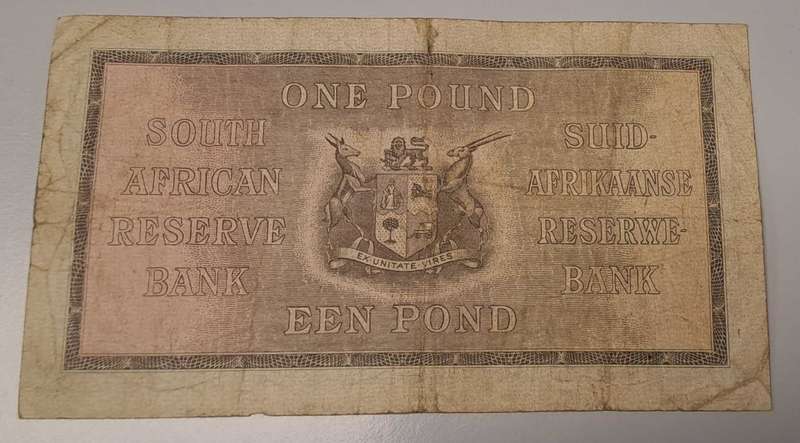 ONE POUND
SOUTH
AFRICAN
RESERVE
BANK
SUID-
AFRIKAANSE
RESERWE-
BANK
EX·UNITATE·VIRES
EEN POND